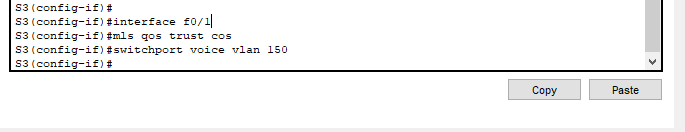 S3(config-if)#
S3(config-if)#interface f0/1
S3(config-if)#mls qos trust cos
S3(config-if)#switchport voice vlan 150
S3(config-if)#
Copy
Paste